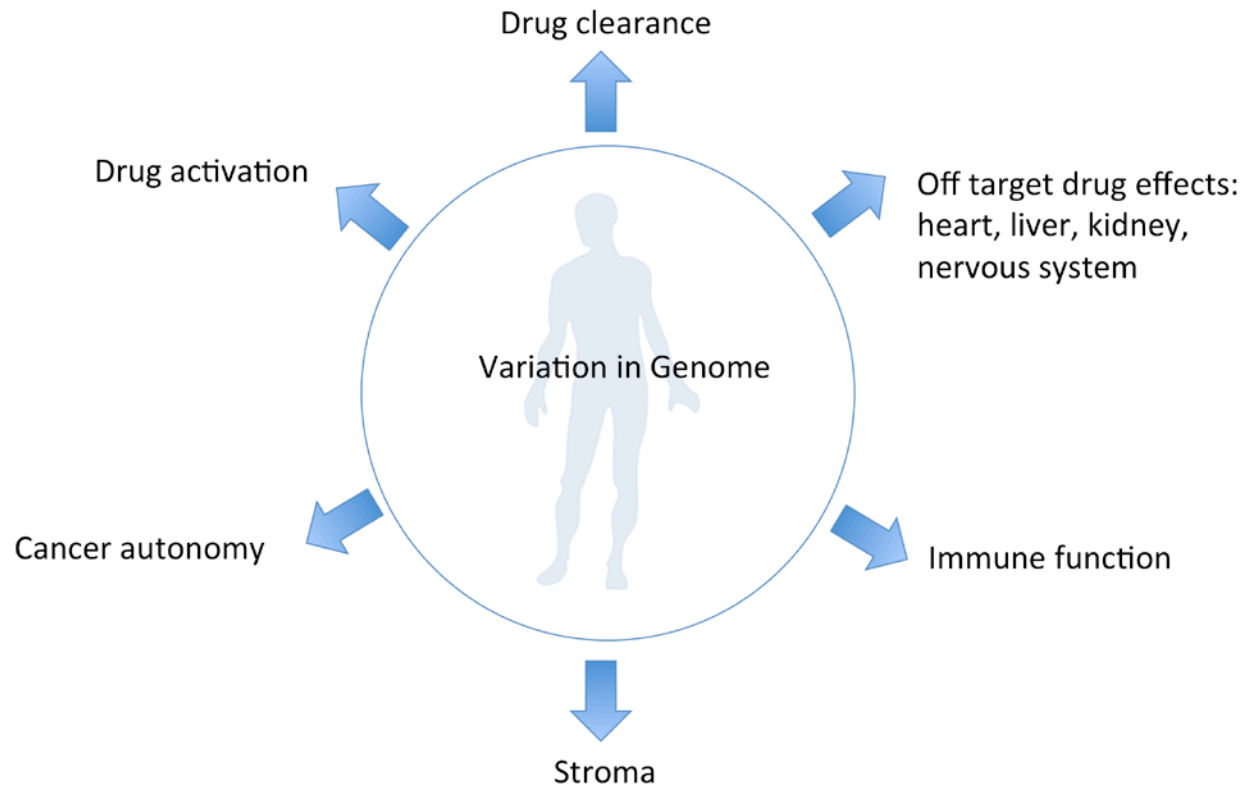 Drug clearance
Drug activation
Off target drug effects:
heart, liver, kidney,
nervous system
Variation in Genome
Cancer autonomy
Immune function
Stroma